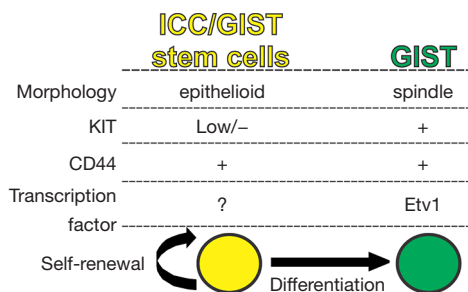 ICC/GIST
stem cells GIST
Morphology epithelioid spindle
KIT Low/− +
CD44 + +
Transcription
factor ? Etv1
Self-renewal
Differentiation